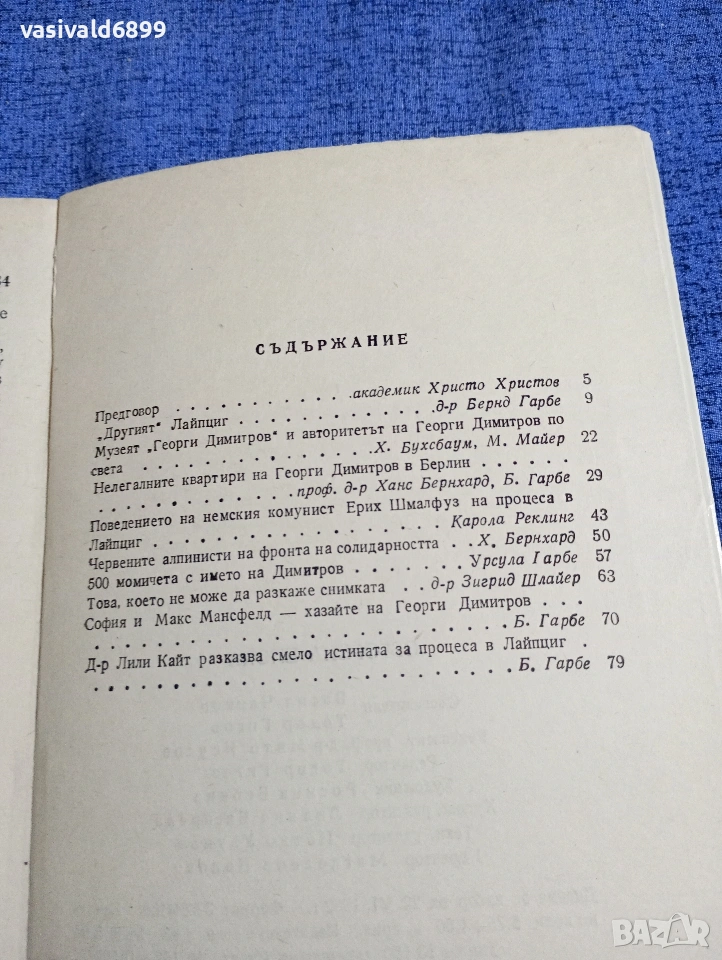 vasivald6899
64
е
,
у
в
СЪДЪРЖАНИЕ
Предговор . . . . . . . . . . . .академик Христо Христов 5
„Другият“ Лайпциг . . . . . . . . . . д-р Бернд Гарбе 9
Музеят „Георги Димитров“ и авторитетът на Георги Димитров по
света . . . . . . . . . . . Х. Бухсбаум, М. Майер 22
Нелегалните квартири на Георги Димитров в Берлин . . . . .
. . . . . . . . . проф. д-р Ханс Бернхард, Б. Гарбе 29
Поведението на немския комунист Ерих Шмалфуз на процеса в
Лайпциг . . . . . . . . . . . . . . Карола Реклинг 43
Червените алпинисти на фронта на солидарността . . Х. Бернхард 50
500 момичета с името на Димитров . . . . . Урсула Гарбе 57
Това, което не може да разкаже снимката . . д-р Зигрид Шлайер 63
София и Макс Мансфелд — хазайте на Георги Димитров . . .
. . . . . . . . . . . . . . . . . . . Б. Гарбе 70
Д-р Лили Кайт разказва смело истината за процеса в Лайпциг .
. . . . . . . . . . . . . . . . . . . Б. Гарбе 79
БАZАР